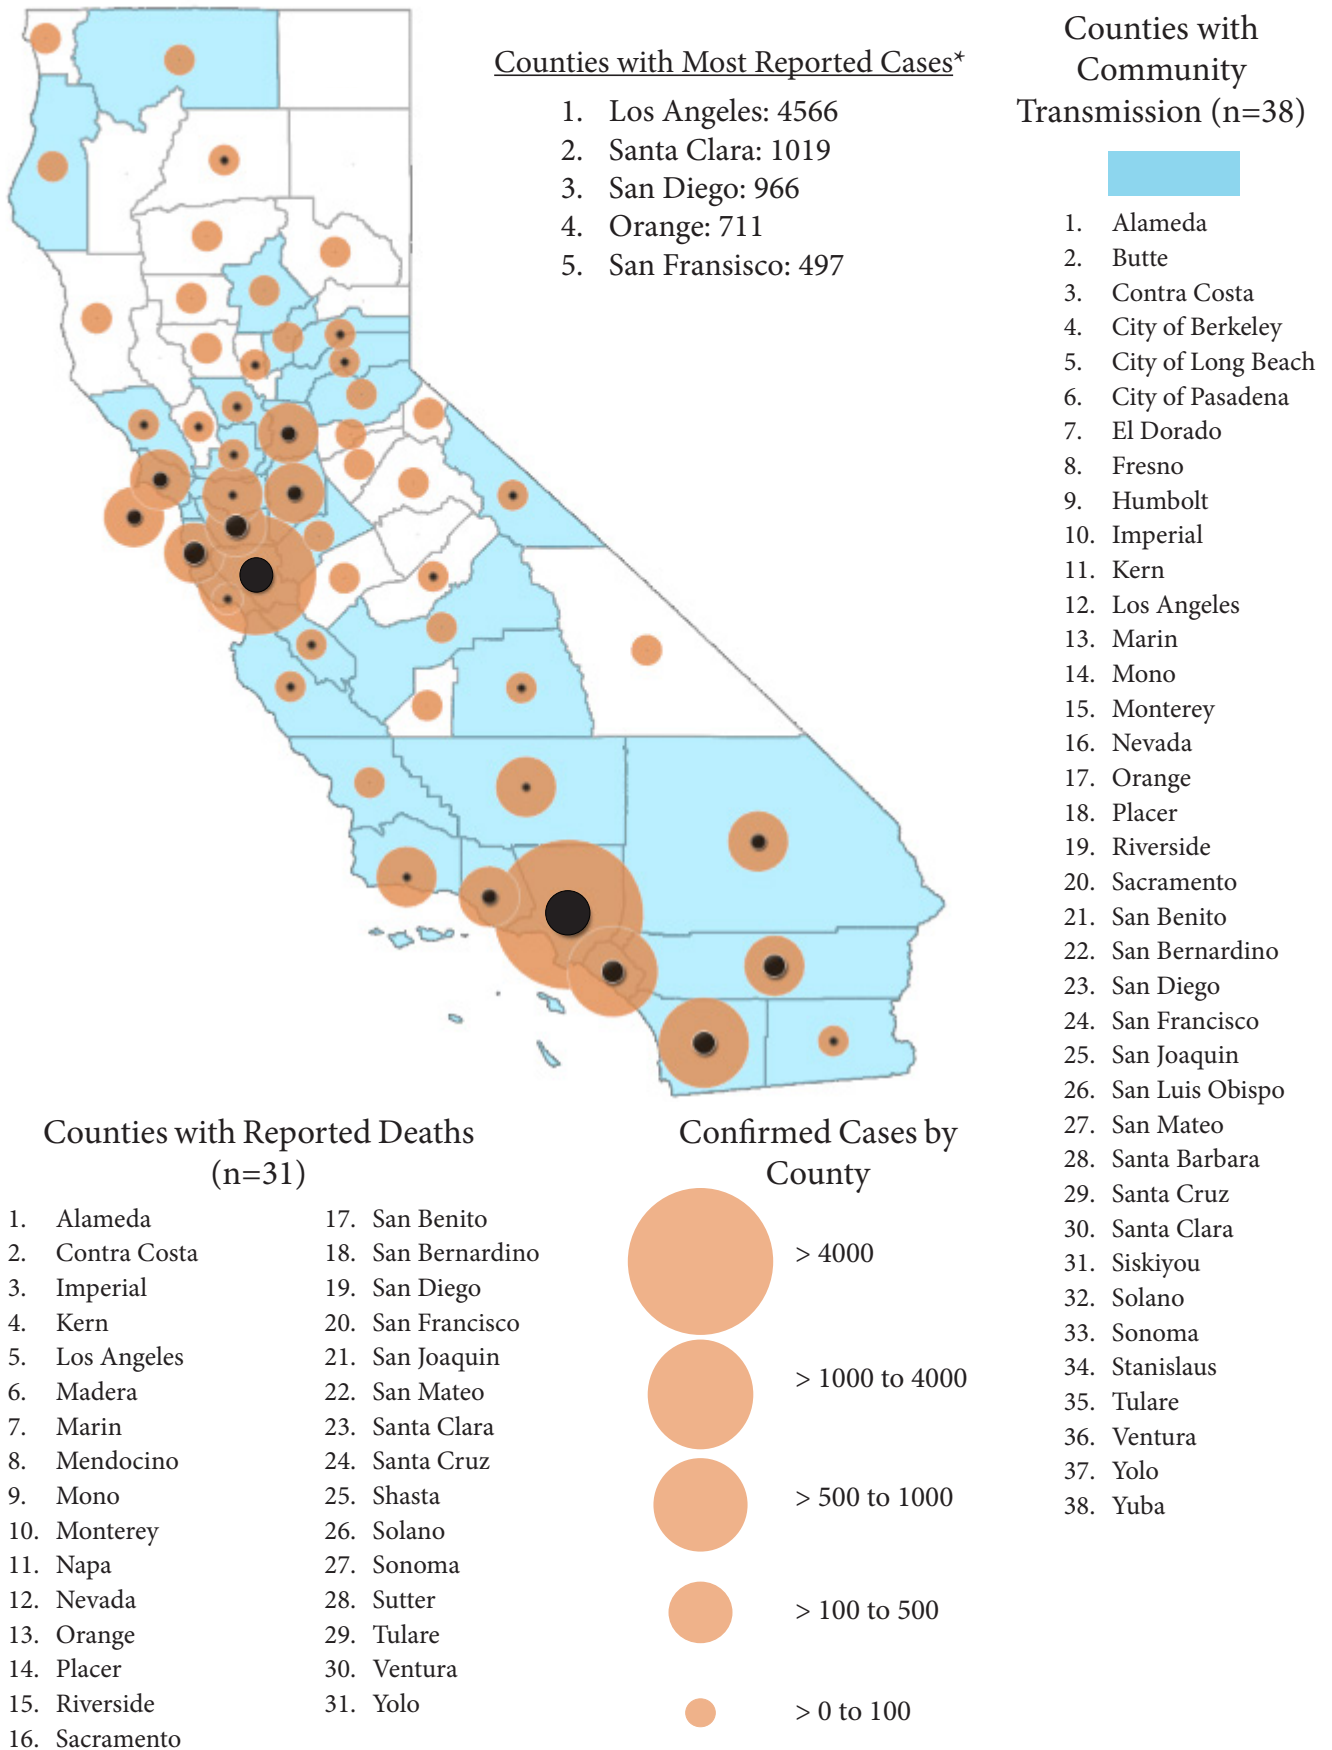 Counties with Most Reported Cases*
1. Los Angeles: 4566
2. Santa Clara: 1019
3. San Diego: 966
4. Orange: 711
5. San Fransisco: 497
Counties with
Community
Transmission (n=38)
1. Alameda
2. Butte
3. Contra Costa
4. City of Berkeley
5. City of Long Beach
6. City of Pasadena
7. El Dorado
8. Fresno
9. Humbolt
10. Imperial
11. Kern
12. Los Angeles
13. Marin
14. Mono
15. Monterey
16. Nevada
17. Orange
18. Placer
19. Riverside
20. Sacramento
21. San Benito
22. San Bernardino
23. San Diego
24. San Francisco
25. San Joaquin
26. San Luis Obispo
27. San Mateo
28. Santa Barbara
29. Santa Cruz
30. Santa Clara
31. Siskiyou
32. Solano
33. Sonoma
34. Stanislaus
35. Tulare
36. Ventura
37. Yolo
38. Yuba
Counties with Reported Deaths
(n=31)
1. Alameda
2. Contra Costa
3. Imperial
4. Kern
5. Los Angeles
6. Madera
7. Marin
8. Mendocino
9. Mono
10. Monterey
11. Napa
12. Nevada
13. Orange
14. Placer
15. Riverside
16. Sacramento
17. San Benito
18. San Bernardino
19. San Diego
20. San Francisco
21. San Joaquin
22. San Mateo
23. Santa Clara
24. Santa Cruz
25. Shasta
26. Solano
27. Sonoma
28. Sutter
29. Tulare
30. Ventura
31. Yolo
Confirmed Cases by
County
> 4000
> 1000 to 4000
> 500 to 1000
> 100 to 500
> 0 to 100